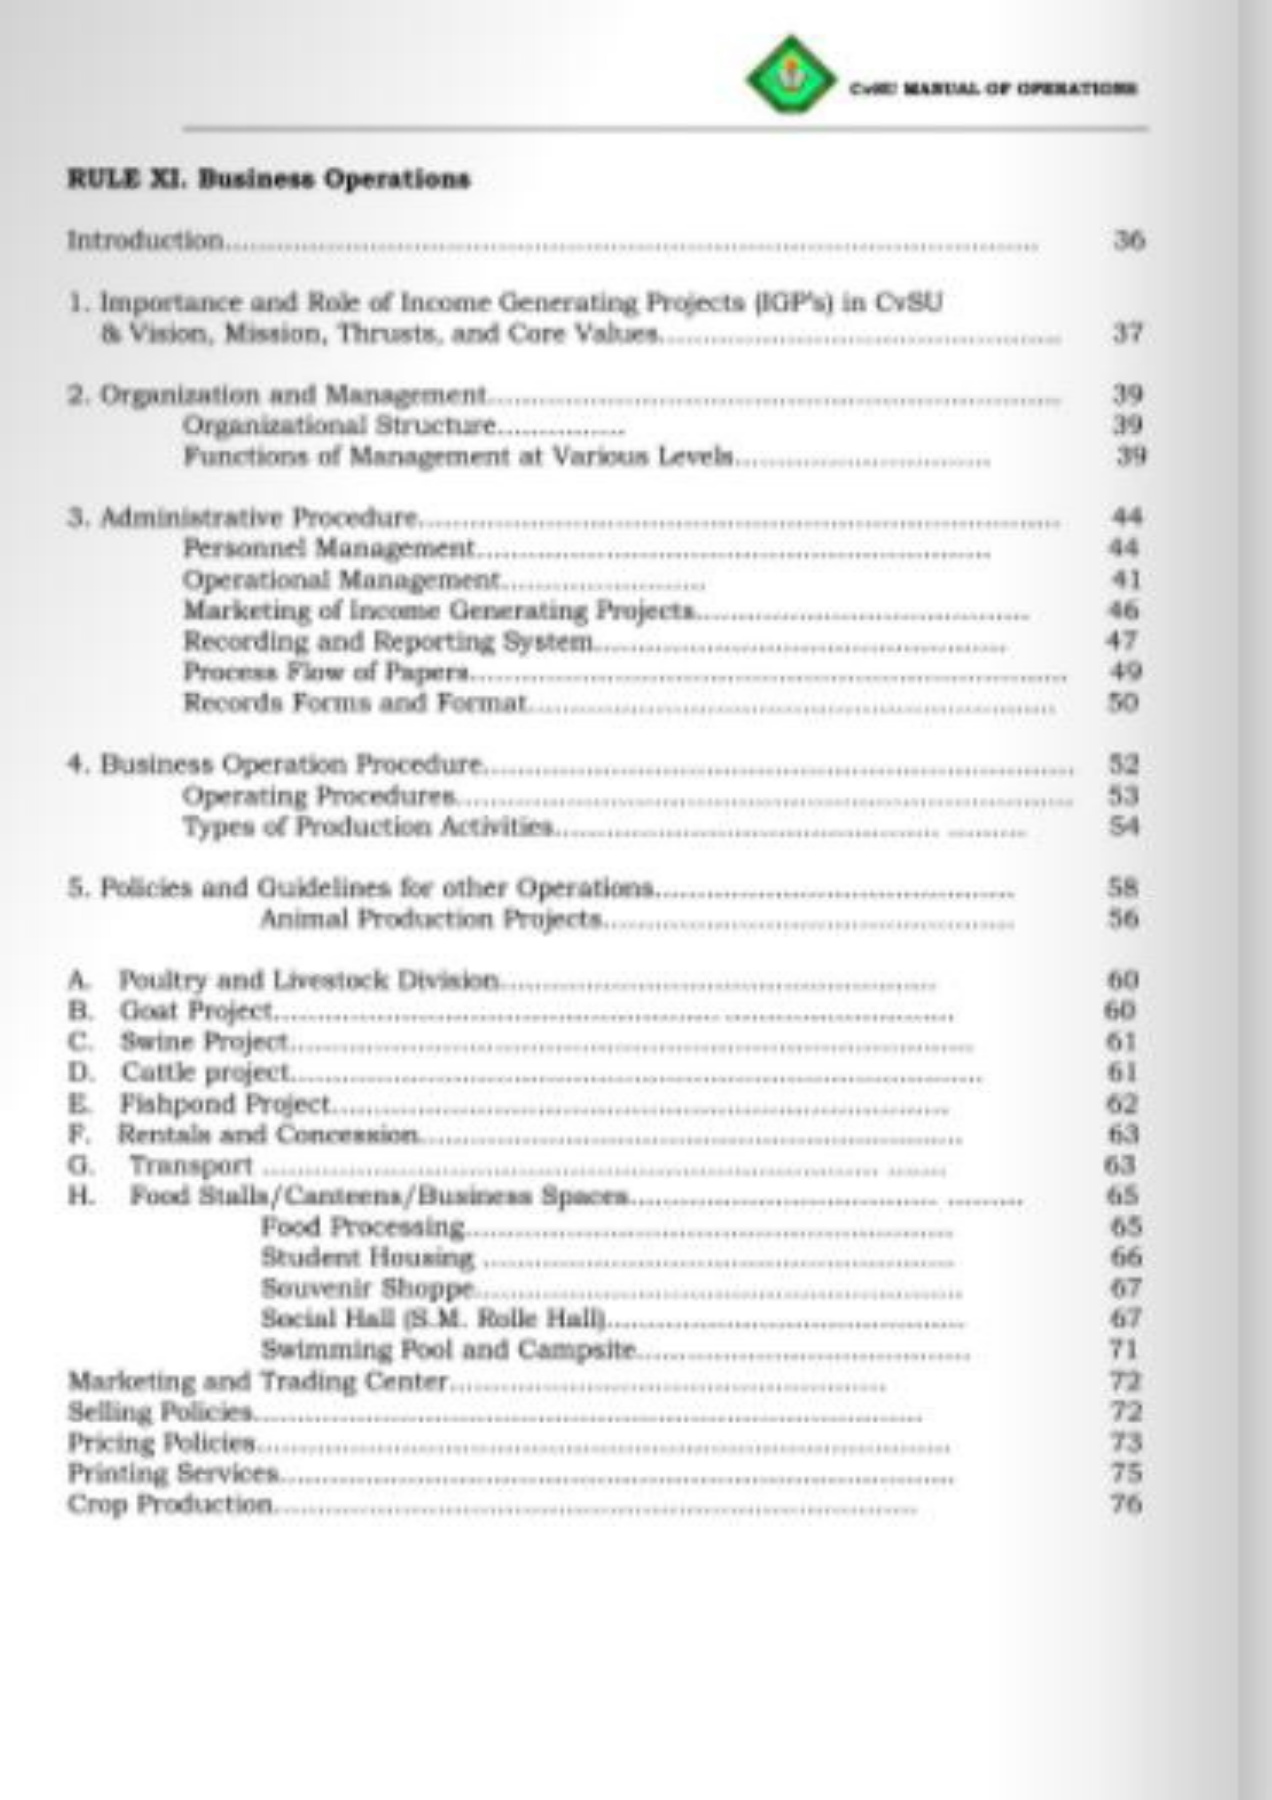 CvSU MANUAL OF OPERATIONS
RULE XI. Business Operations
Introduction.......... 36
1. Importance and Role of Income Generating Projects (IGP's) in CvSU
& Vision, Mission, Thrusts, and Core Values.......... 37
2. Organization and Management.......... 39
Organizational Structure.......... 39
Functions of Management at Various Levels.......... 39
3. Administrative Procedure.......... 44
Personnel Management.......... 44
Operational Management.......... 41
Marketing of Income Generating Projects.......... 46
Recording and Reporting System.......... 47
Process Flow of Papers.......... 49
Records Forms and Format.......... 50
4. Business Operation Procedure.......... 52
Operating Procedures.......... 53
Types of Production Activities.......... 54
5. Policies and Guidelines for other Operations.......... 58
Animal Production Projects.......... 56
A. Poultry and Livestock Division.......... 60
B. Goat Project.......... 60
C. Swine Project.......... 61
D. Cattle project.......... 61
E. Fishpond Project.......... 62
F. Rentals and Concession.......... 63
G. Transport .......... 63
H. Food Stalls/Canteens/Business Spaces.......... 65
Food Processing.......... 65
Student Housing .......... 66
Souvenir Shoppe.......... 67
Social Hall (S.M. Rolle Hall).......... 67
Swimming Pool and Campsite.......... 71
Marketing and Trading Center.......... 72
Selling Policies.......... 72
Pricing Policies.......... 73
Printing Services.......... 75
Crop Production.......... 76